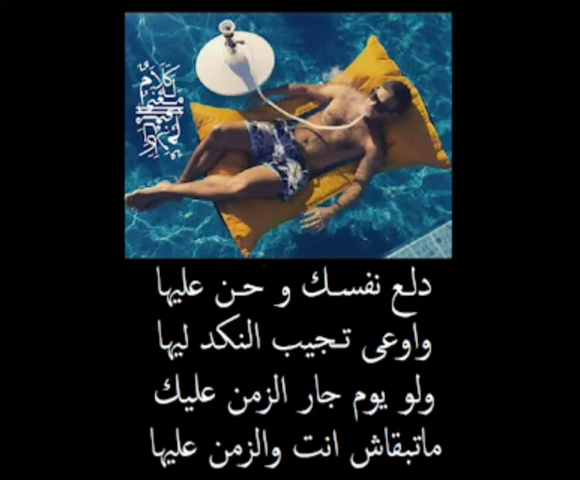 دلع نفسك و حن عليها
واوعى تجيب النكد ليها
ولو يوم جار الزمن عليك
ماتبقاش انت والزمن عليها